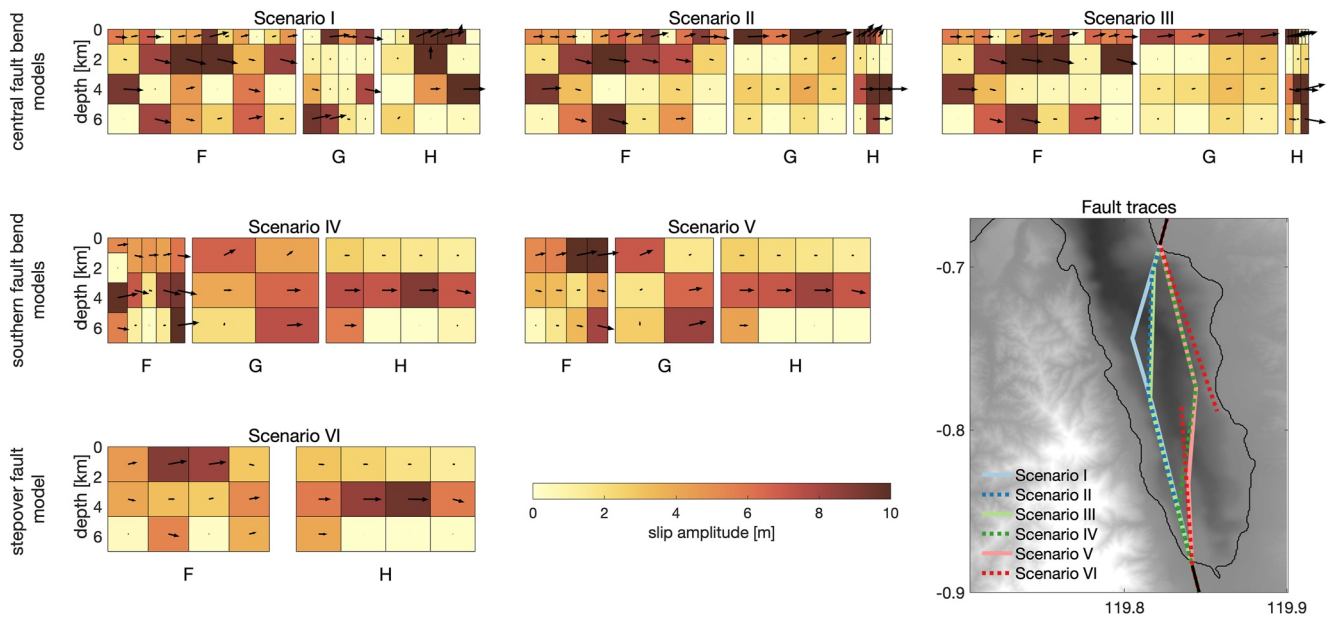 Scenario I
Scenario II
Scenario III
central fault bend
models
depth [km]
0
2
4
6
F
G
H
F
G
H
F
G
H
Fault traces
Scenario IV
Scenario V
southern fault bend
models
depth [km]
0
2
4
6
F
G
H
F
G
H
Scenario VI
stepover fault
model
depth [km]
0
2
4
6
F
H
0
2
4
6
8
10
slip amplitude [m]
-0.7
-0.8
-0.9
Scenario I
Scenario II
Scenario III
Scenario IV
Scenario V
Scenario VI
119.8
119.9